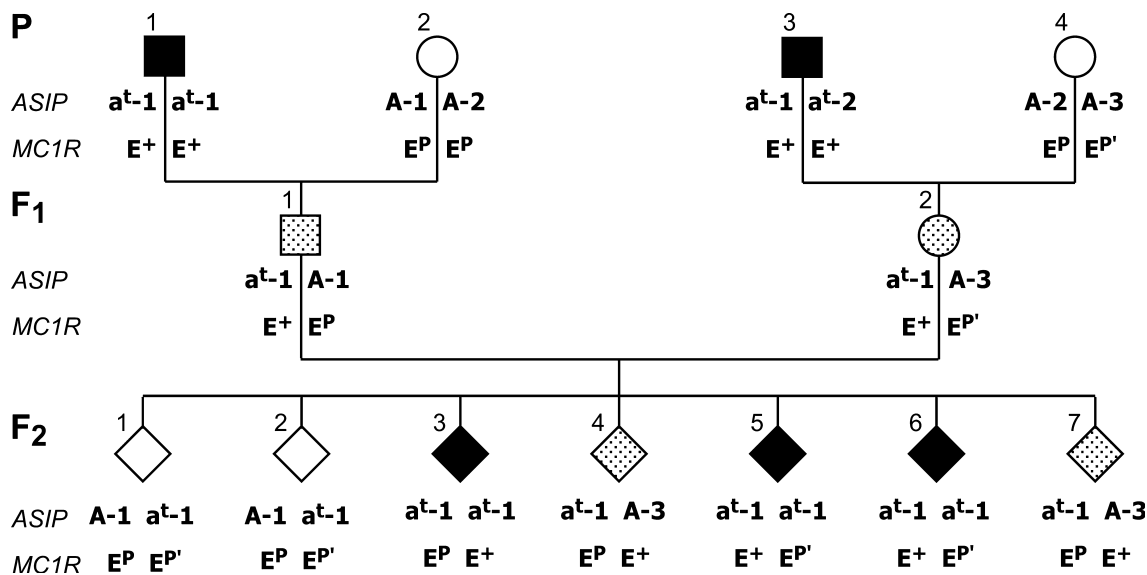 P 1 2 3 4
ASIP aᵗ-1 aᵗ-1 A-1 A-2 aᵗ-1 aᵗ-2 A-2 A-3
MC1R E⁺ E⁺ Eᴾ Eᴾ E⁺ E⁺ Eᴾ Eᴾ'
F₁ 1 2
ASIP aᵗ-1 A-1 aᵗ-1 A-3
MC1R E⁺ Eᴾ E⁺ Eᴾ'
F₂ 1 2 3 4 5 6 7
ASIP A-1 aᵗ-1 A-1 aᵗ-1 aᵗ-1 aᵗ-1 aᵗ-1 A-3 aᵗ-1 aᵗ-1 aᵗ-1 aᵗ-1 aᵗ-1 A-3
MC1R Eᴾ Eᴾ' Eᴾ Eᴾ' Eᴾ E⁺ Eᴾ E⁺ E⁺ Eᴾ' E⁺ Eᴾ' Eᴾ E⁺